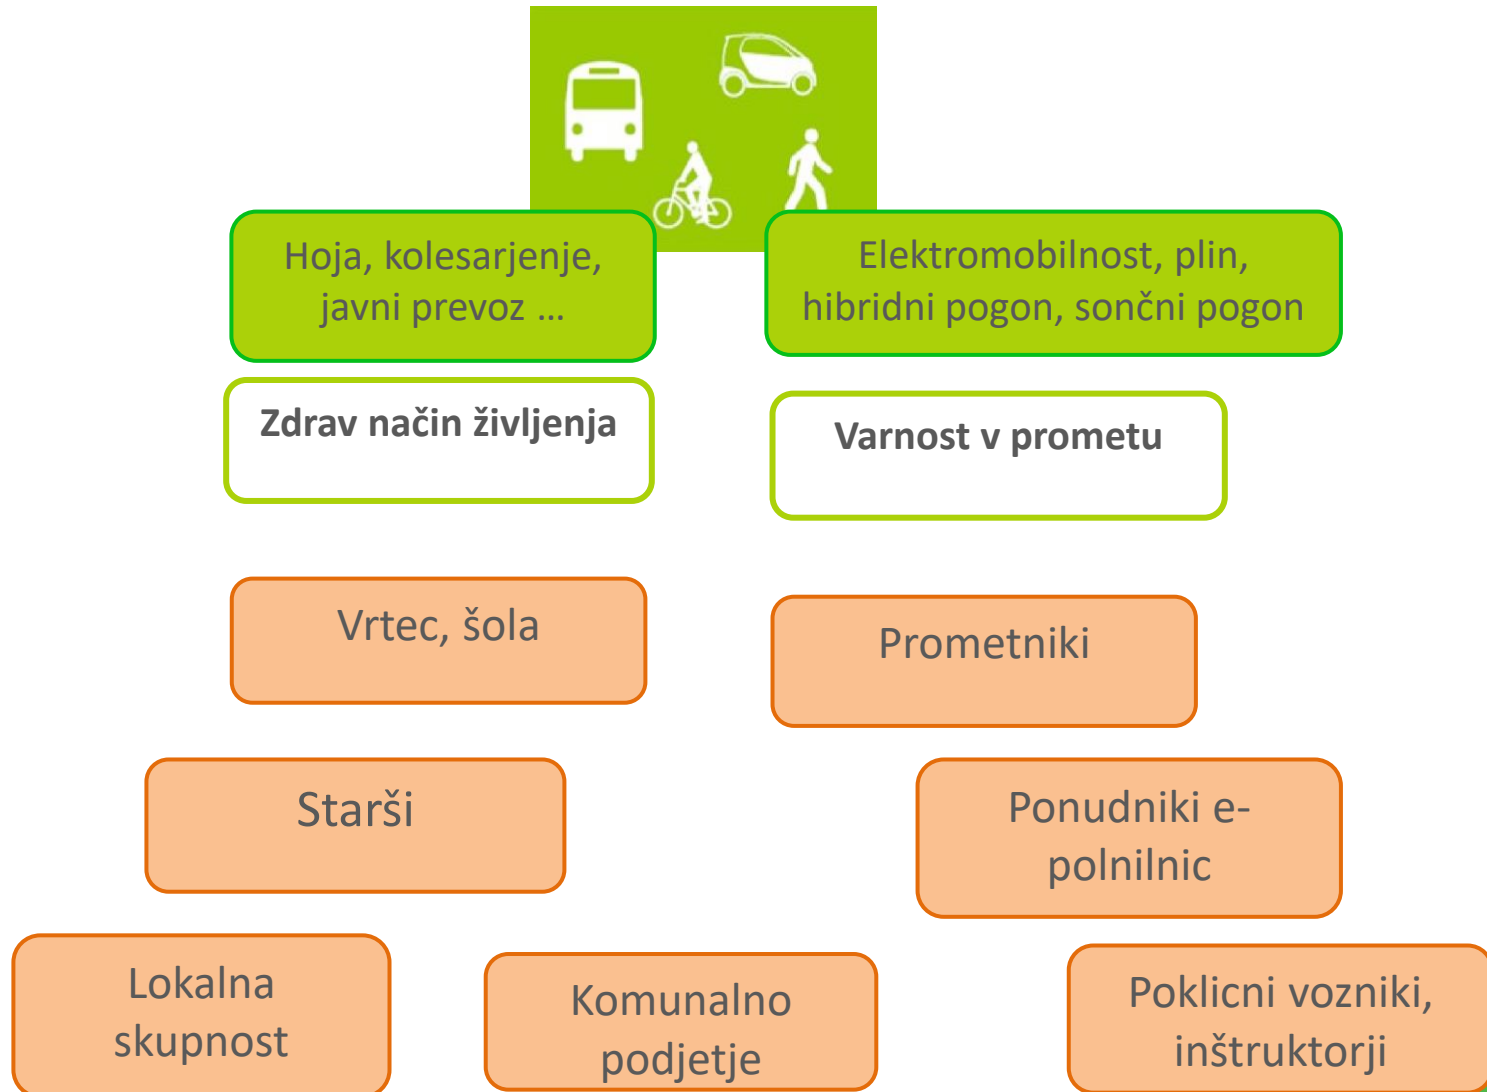 Hoja, kolesarjenje,
javni prevoz ...
Elektromobilnost, plin,
hibridni pogon, sončni pogon
Zdrav način življenja
Varnost v prometu
Vrtec, šola
Prometniki
Starši
Ponudniki e-
polnilnic
Lokalna
skupnost
Komunalno
podjetje
Poklicni vozniki,
inštruktorji